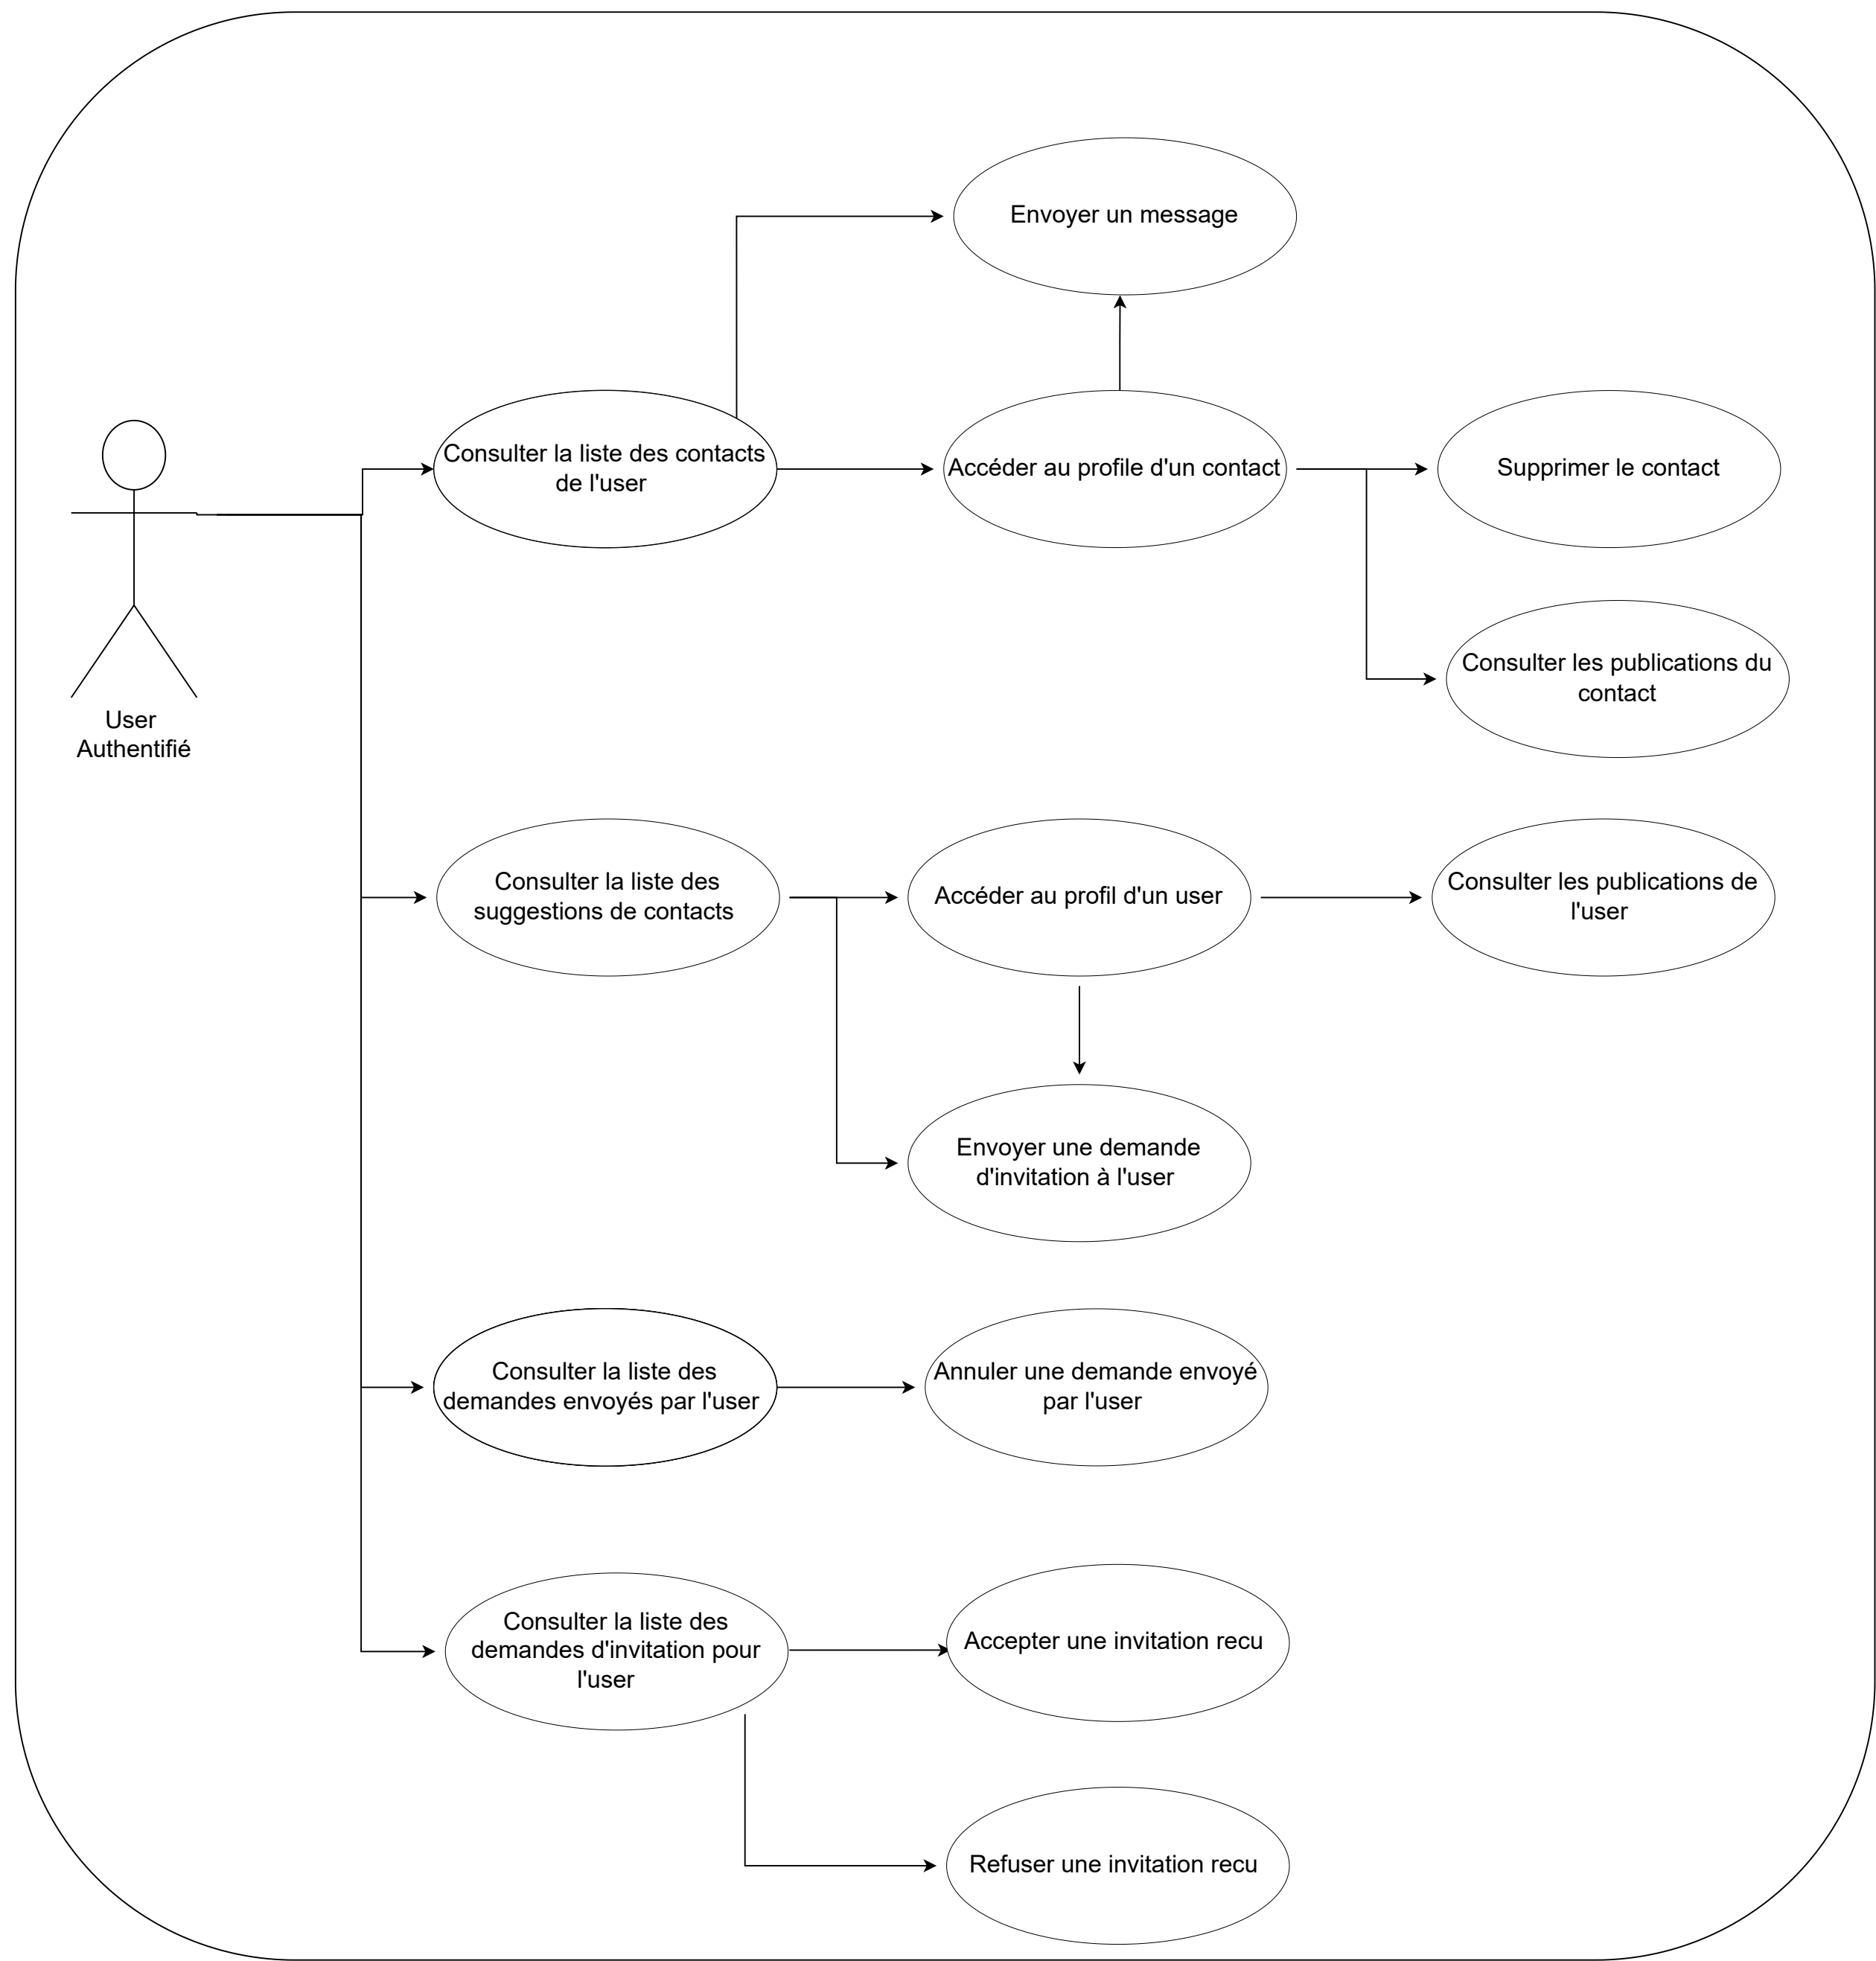 Envoyer un message
Consulter la liste des contacts
de l'user
Accéder au profile d'un contact
Supprimer le contact
Consulter les publications du
contact
User
Authentifié
Consulter la liste des
suggestions de contacts
Accéder au profil d'un user
Consulter les publications de
l'user
Envoyer une demande
d'invitation à l'user
Consulter la liste des
demandes envoyés par l'user
Annuler une demande envoyé
par l'user
Consulter la liste des
demandes d'invitation pour
l'user
Accepter une invitation recu
Refuser une invitation recu